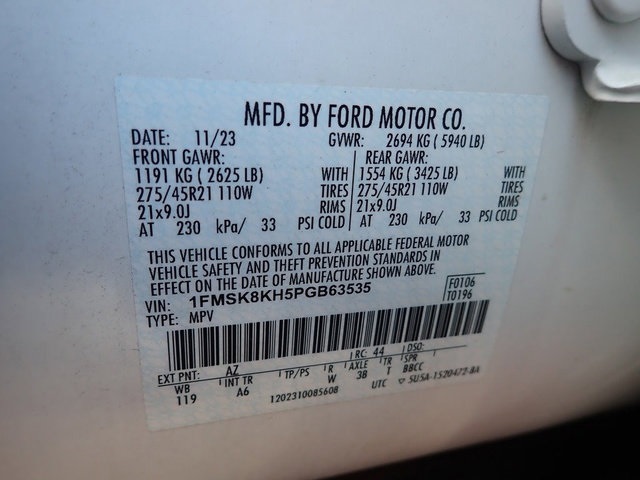 MFD. BY FORD MOTOR CO.
DATE: 11/23 GVWR: 2694 KG ( 5940 LB)
FRONT GAWR: REAR GAWR:
1191 KG ( 2625 LB) WITH 1554 KG ( 3425 LB) WITH
275/45R21 110W TIRES 275/45R21 110W TIRES
21x9.0J RIMS 21x9.0J RIMS
AT 230 kPa/ 33 PSI COLD AT 230 kPa/ 33 PSI COLD
THIS VEHICLE CONFORMS TO ALL APPLICABLE FEDERAL MOTOR
VEHICLE SAFETY AND THEFT PREVENTION STANDARDS IN
EFFECT ON THE DATE OF MANUFACTURE SHOWN ABOVE.
VIN: 1FMSK8KH5PGB63535 F0106
TYPE: MPV T0196
EXT PNT: AZ RC: 44 DSO:
WB INT TR TP/PS R AXLE TR SPR
119 A6 W 3B T BBCC
1202310085608 UTC 5U5A-1520472-BA